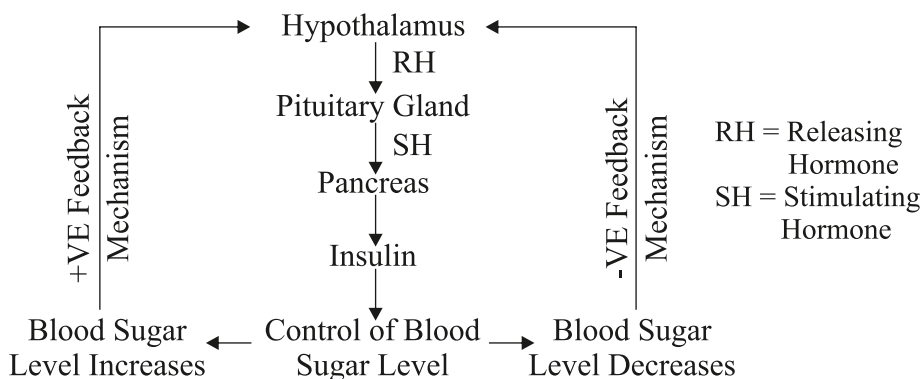 Hypothalamus
RH
Pituitary Gland
SH
Pancreas
Insulin
Control of Blood
Sugar Level
+VE Feedback
Mechanism
Blood Sugar
Level Increases
-VE Feedback
Mechanism
Blood Sugar
Level Decreases
RH = Releasing
Hormone
SH = Stimulating
Hormone